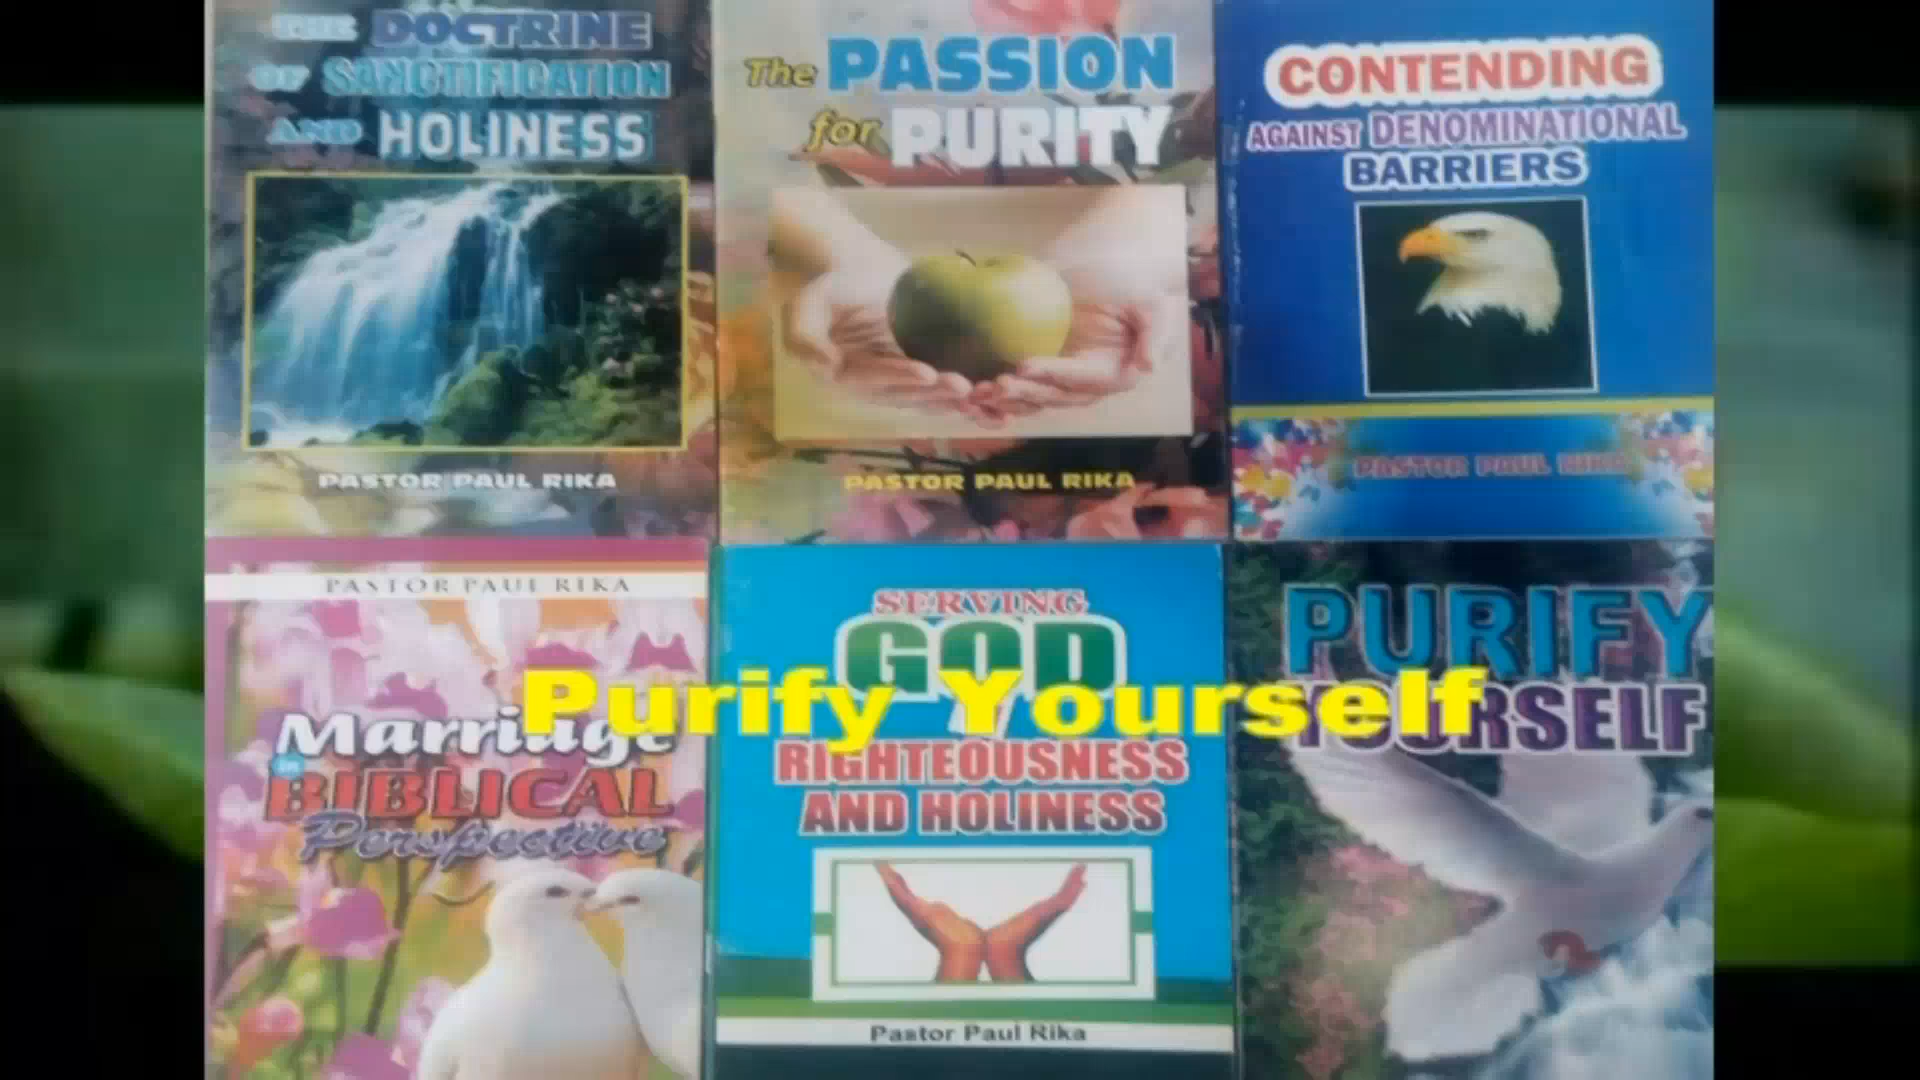 THE DOCTRINE
OF SANCTIFICATION
AND HOLINESS
PASTOR PAUL RIKA
The PASSION
for PURITY
PASTOR PAUL RIKA
CONTENDING
AGAINST DENOMINATIONAL
BARRIERS
PASTOR PAUL RIKA
PASTOR PAUL RIKA
Marriage
in
BIBLICAL
Perspective
SERVING
GOD
RIGHTEOUSNESS
AND HOLINESS
Pastor Paul Rika
PURIFY
YOURSELF
Purify Yourself